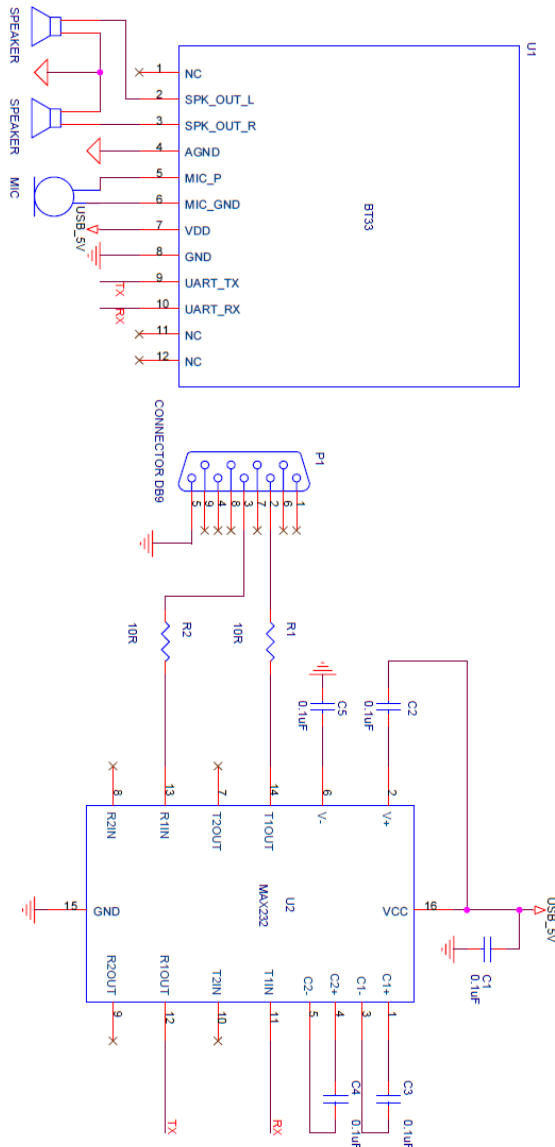 U1
BT33
1 NC
2 SPK_OUT_L
3 SPK_OUT_R
4 AGND
5 MIC_P
6 MIC_GND
7 VDD
8 GND
9 UART_TX
10 UART_RX
11 NC
12 NC
SPEAKER
SPEAKER
MIC
USB_5V
TX
RX
P1
CONNECTOR DB9
5
9
4
8
3
7
2
6
1
R2
10R
R1
10R
C5
0.1uF
C2
0.1uF
8
13
7
14
6
2
R2IN
R1IN
T2OUT
T1OUT
V-
V+
U2
MAX232
15 GND
VCC 16
USB_5V
C1
0.1uF
R2OUT
R1OUT
T2IN
T1IN
C2-
C2+
C1-
C1+
9
12
10
11
5
4
3
1
C4
0.1uF
C3
0.1uF
TX
RX